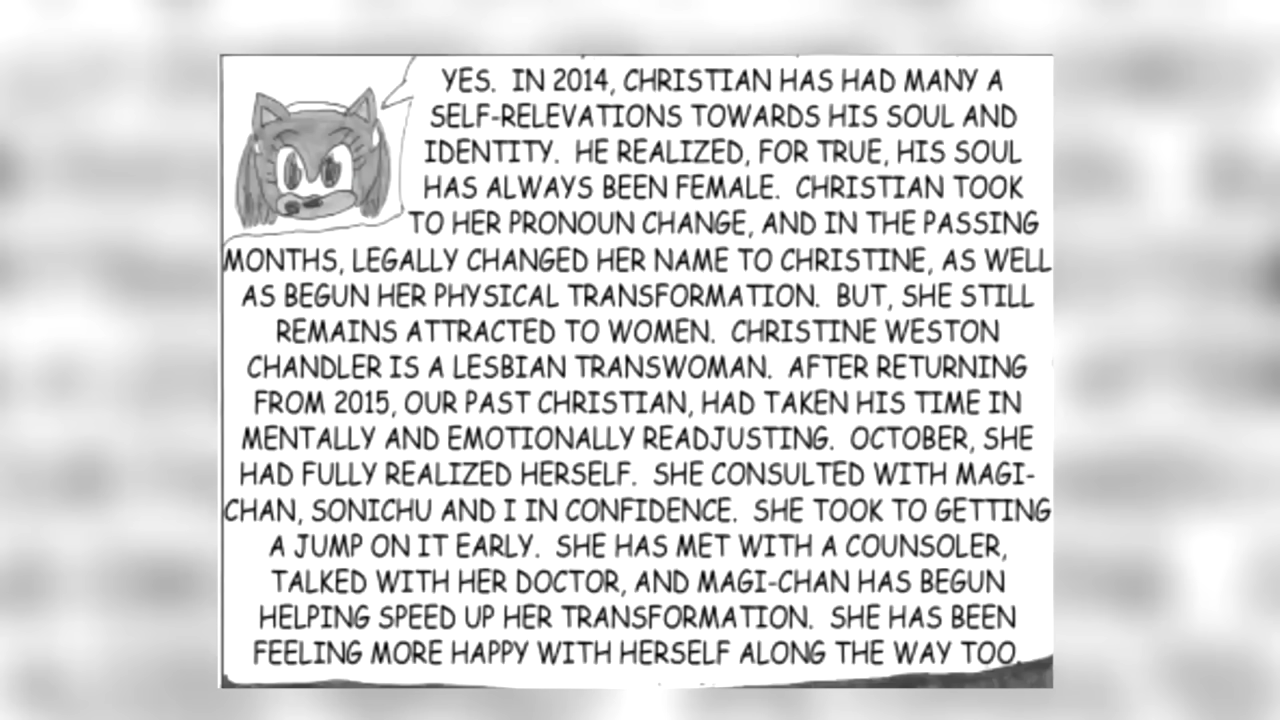 YES. IN 2014, CHRISTIAN HAS HAD MANY A
SELF-RELEVATIONS TOWARDS HIS SOUL AND
IDENTITY. HE REALIZED, FOR TRUE, HIS SOUL
HAS ALWAYS BEEN FEMALE. CHRISTIAN TOOK
TO HER PRONOUN CHANGE, AND IN THE PASSING
MONTHS, LEGALLY CHANGED HER NAME TO CHRISTINE, AS WELL
AS BEGUN HER PHYSICAL TRANSFORMATION. BUT, SHE STILL
REMAINS ATTRACTED TO WOMEN. CHRISTINE WESTON
CHANDLER IS A LESBIAN TRANSWOMAN. AFTER RETURNING
FROM 2015, OUR PAST CHRISTIAN, HAD TAKEN HIS TIME IN
MENTALLY AND EMOTIONALLY READJUSTING. OCTOBER, SHE
HAD FULLY REALIZED HERSELF. SHE CONSULTED WITH MAGI-
CHAN, SONICHU AND I IN CONFIDENCE. SHE TOOK TO GETTING
A JUMP ON IT EARLY. SHE HAS MET WITH A COUNSOLER,
TALKED WITH HER DOCTOR, AND MAGI-CHAN HAS BEGUN
HELPING SPEED UP HER TRANSFORMATION. SHE HAS BEEN
FEELING MORE HAPPY WITH HERSELF ALONG THE WAY TOO.